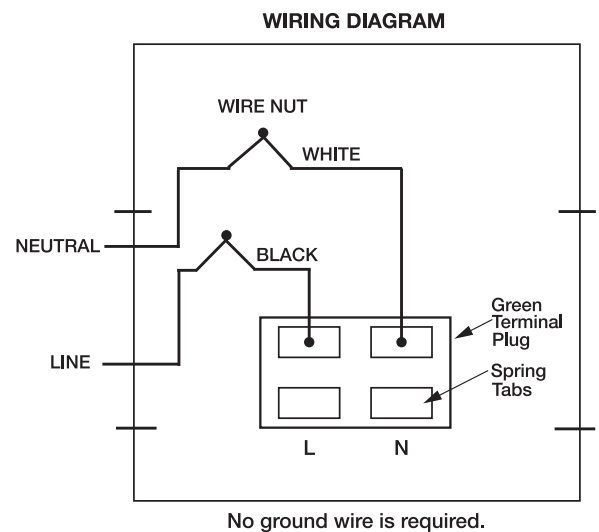 WIRING DIAGRAM
WIRE NUT
WHITE
NEUTRAL
BLACK
Green
Terminal
Plug
LINE
Spring
Tabs
L N
No ground wire is required.